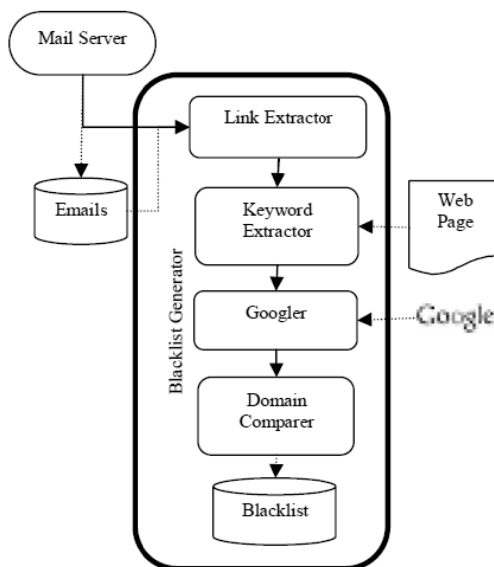 Mail Server
Link Extractor
Emails
Keyword
Extractor
Web
Page
Blacklist Generator
Googler
Google
Domain
Comparer
Blacklist